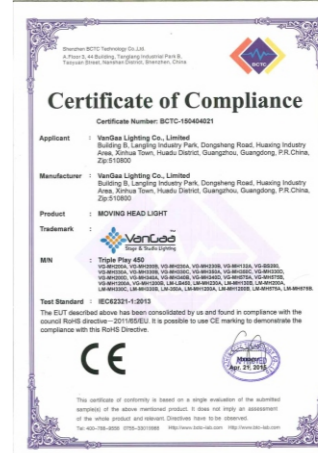 Shenzhen BCTC Technology Co.,Ltd.
A Floor 2, 44 Building, Tanglang Industrial Park B,
Taoyuan Street, Nanshan District, Shenzhen, China
BCTC
Certificate of Compliance
Certificate Number: BCTC-150404021
Applicant : VanGaa Lighting Co., Limited
Building B, Langling Industry Park, Dongsheng Road, Huaxing Industry
Area, Xinhua Town, Huadu District, Guangzhou, Guangdong, P.R.China,
Zip:510800
Manufacturer : VanGaa Lighting Co., Limited
Building B, Langling Industry Park, Dongsheng Road, Huaxing Industry
Area, Xinhua Town, Huadu District, Guangzhou, Guangdong, P.R.China,
Zip:510800
Product : MOVING HEAD LIGHT
Trademark :
VanGaa
Stage & Studio Lighting
M/N : Triple Play 450
Test Standard : IEC62321-1:2013
The EUT described above has been consolidated by us and found in compliance with the
council RoHS directive—2011/65/EU. It is possible to use CE marking to demonstrate the
compliance with this RoHS Directive.
CE
Manager
Apr. 21, 2015
This certificate of conformity is based on a single evaluation of the submitted
sample(s) of the above mentioned product. It does not imply an assessment
of the whole product and relevant Directives have to be observed.